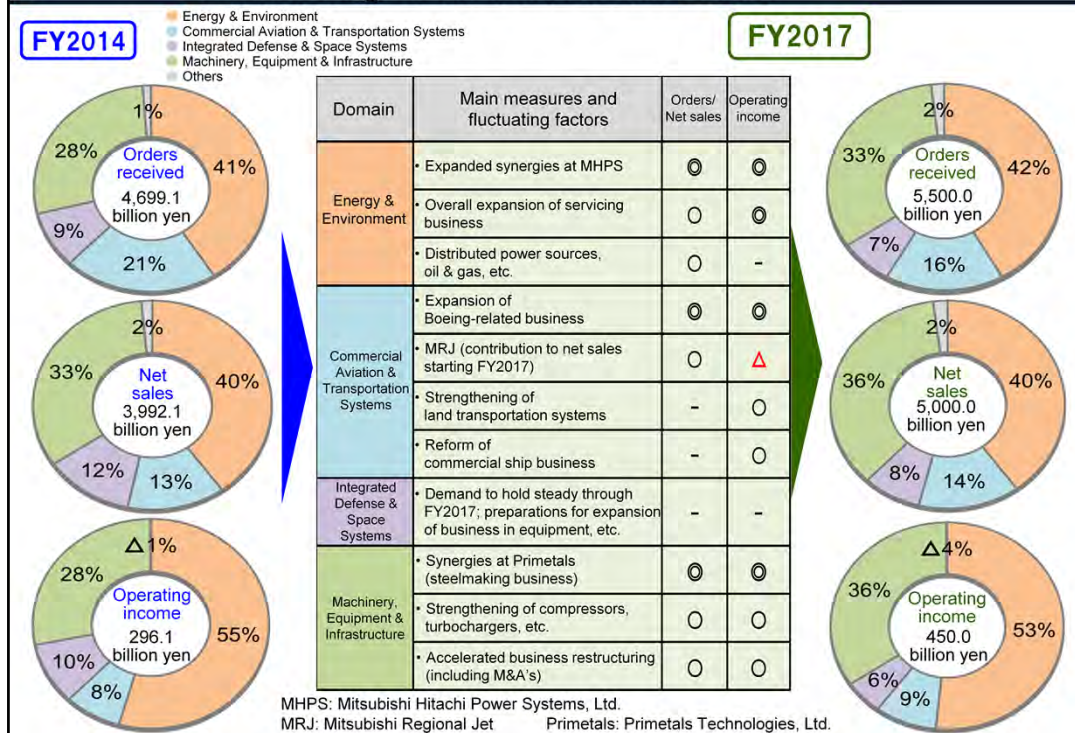 FY2014
Energy & Environment
Commercial Aviation & Transportation Systems
Integrated Defense & Space Systems
Machinery, Equipment & Infrastructure
Others
FY2017
1%
28%
41%
9%
21%
Orders
received
4,699.1
billion yen
2%
33%
40%
12%
13%
Net
sales
3,992.1
billion yen
△1%
28%
55%
10%
8%
Operating
income
296.1
billion yen
Domain
Main measures and
fluctuating factors
Orders/
Net sales
Operating
income
Energy &
Environment
• Expanded synergies at MHPS ◎ ◎
• Overall expansion of servicing
business ○ ◎
• Distributed power sources,
oil & gas, etc. ○ -
Commercial
Aviation &
Transportation
Systems
• Expansion of
Boeing-related business ◎ ◎
• MRJ (contribution to net sales
starting FY2017) ○ △
• Strengthening of
land transportation systems - ○
• Reform of
commercial ship business - ○
Integrated
Defense &
Space
Systems
• Demand to hold steady through
FY2017; preparations for expansion
of business in equipment, etc. - -
Machinery,
Equipment &
Infrastructure
• Synergies at Primetals
(steelmaking business) ◎ ◎
• Strengthening of compressors,
turbochargers, etc. ○ ○
• Accelerated business restructuring
(including M&A's) ○ ○
2%
33%
42%
7%
16%
Orders
received
5,500.0
billion yen
2%
36%
40%
8%
14%
Net
sales
5,000.0
billion yen
△4%
36%
53%
6%
9%
Operating
income
450.0
billion yen
MHPS: Mitsubishi Hitachi Power Systems, Ltd.
MRJ: Mitsubishi Regional Jet Primetals: Primetals Technologies, Ltd.